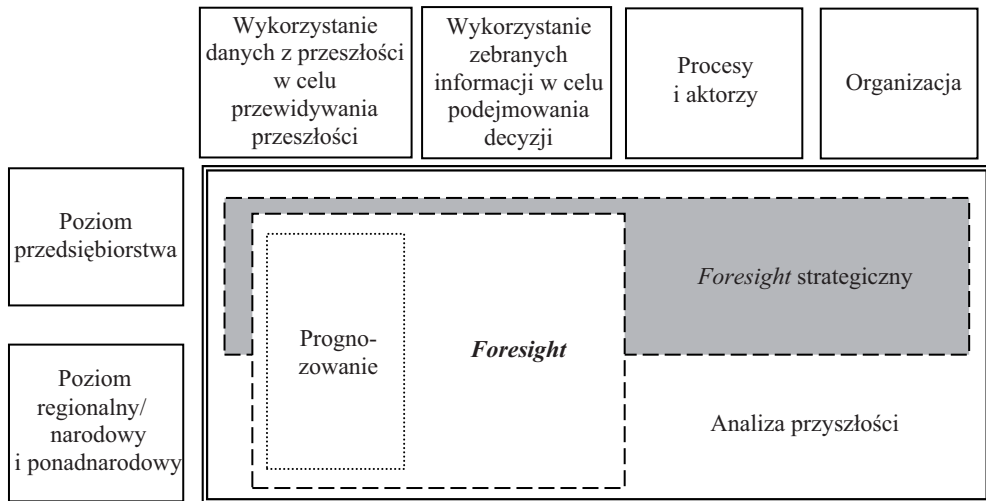 Wykorzystanie
danych z przeszłości
w celu
przewidywania
przeszłości
Wykorzystanie
zebranych
informacji w celu
podejmowania
decyzji
Procesy
i aktorzy
Organizacja
Poziom
przedsiębiorstwa
Poziom
regionalny/
narodowy
i ponadnarodowy
Foresight strategiczny
Progno-
zowanie
Foresight
Analiza przyszłości